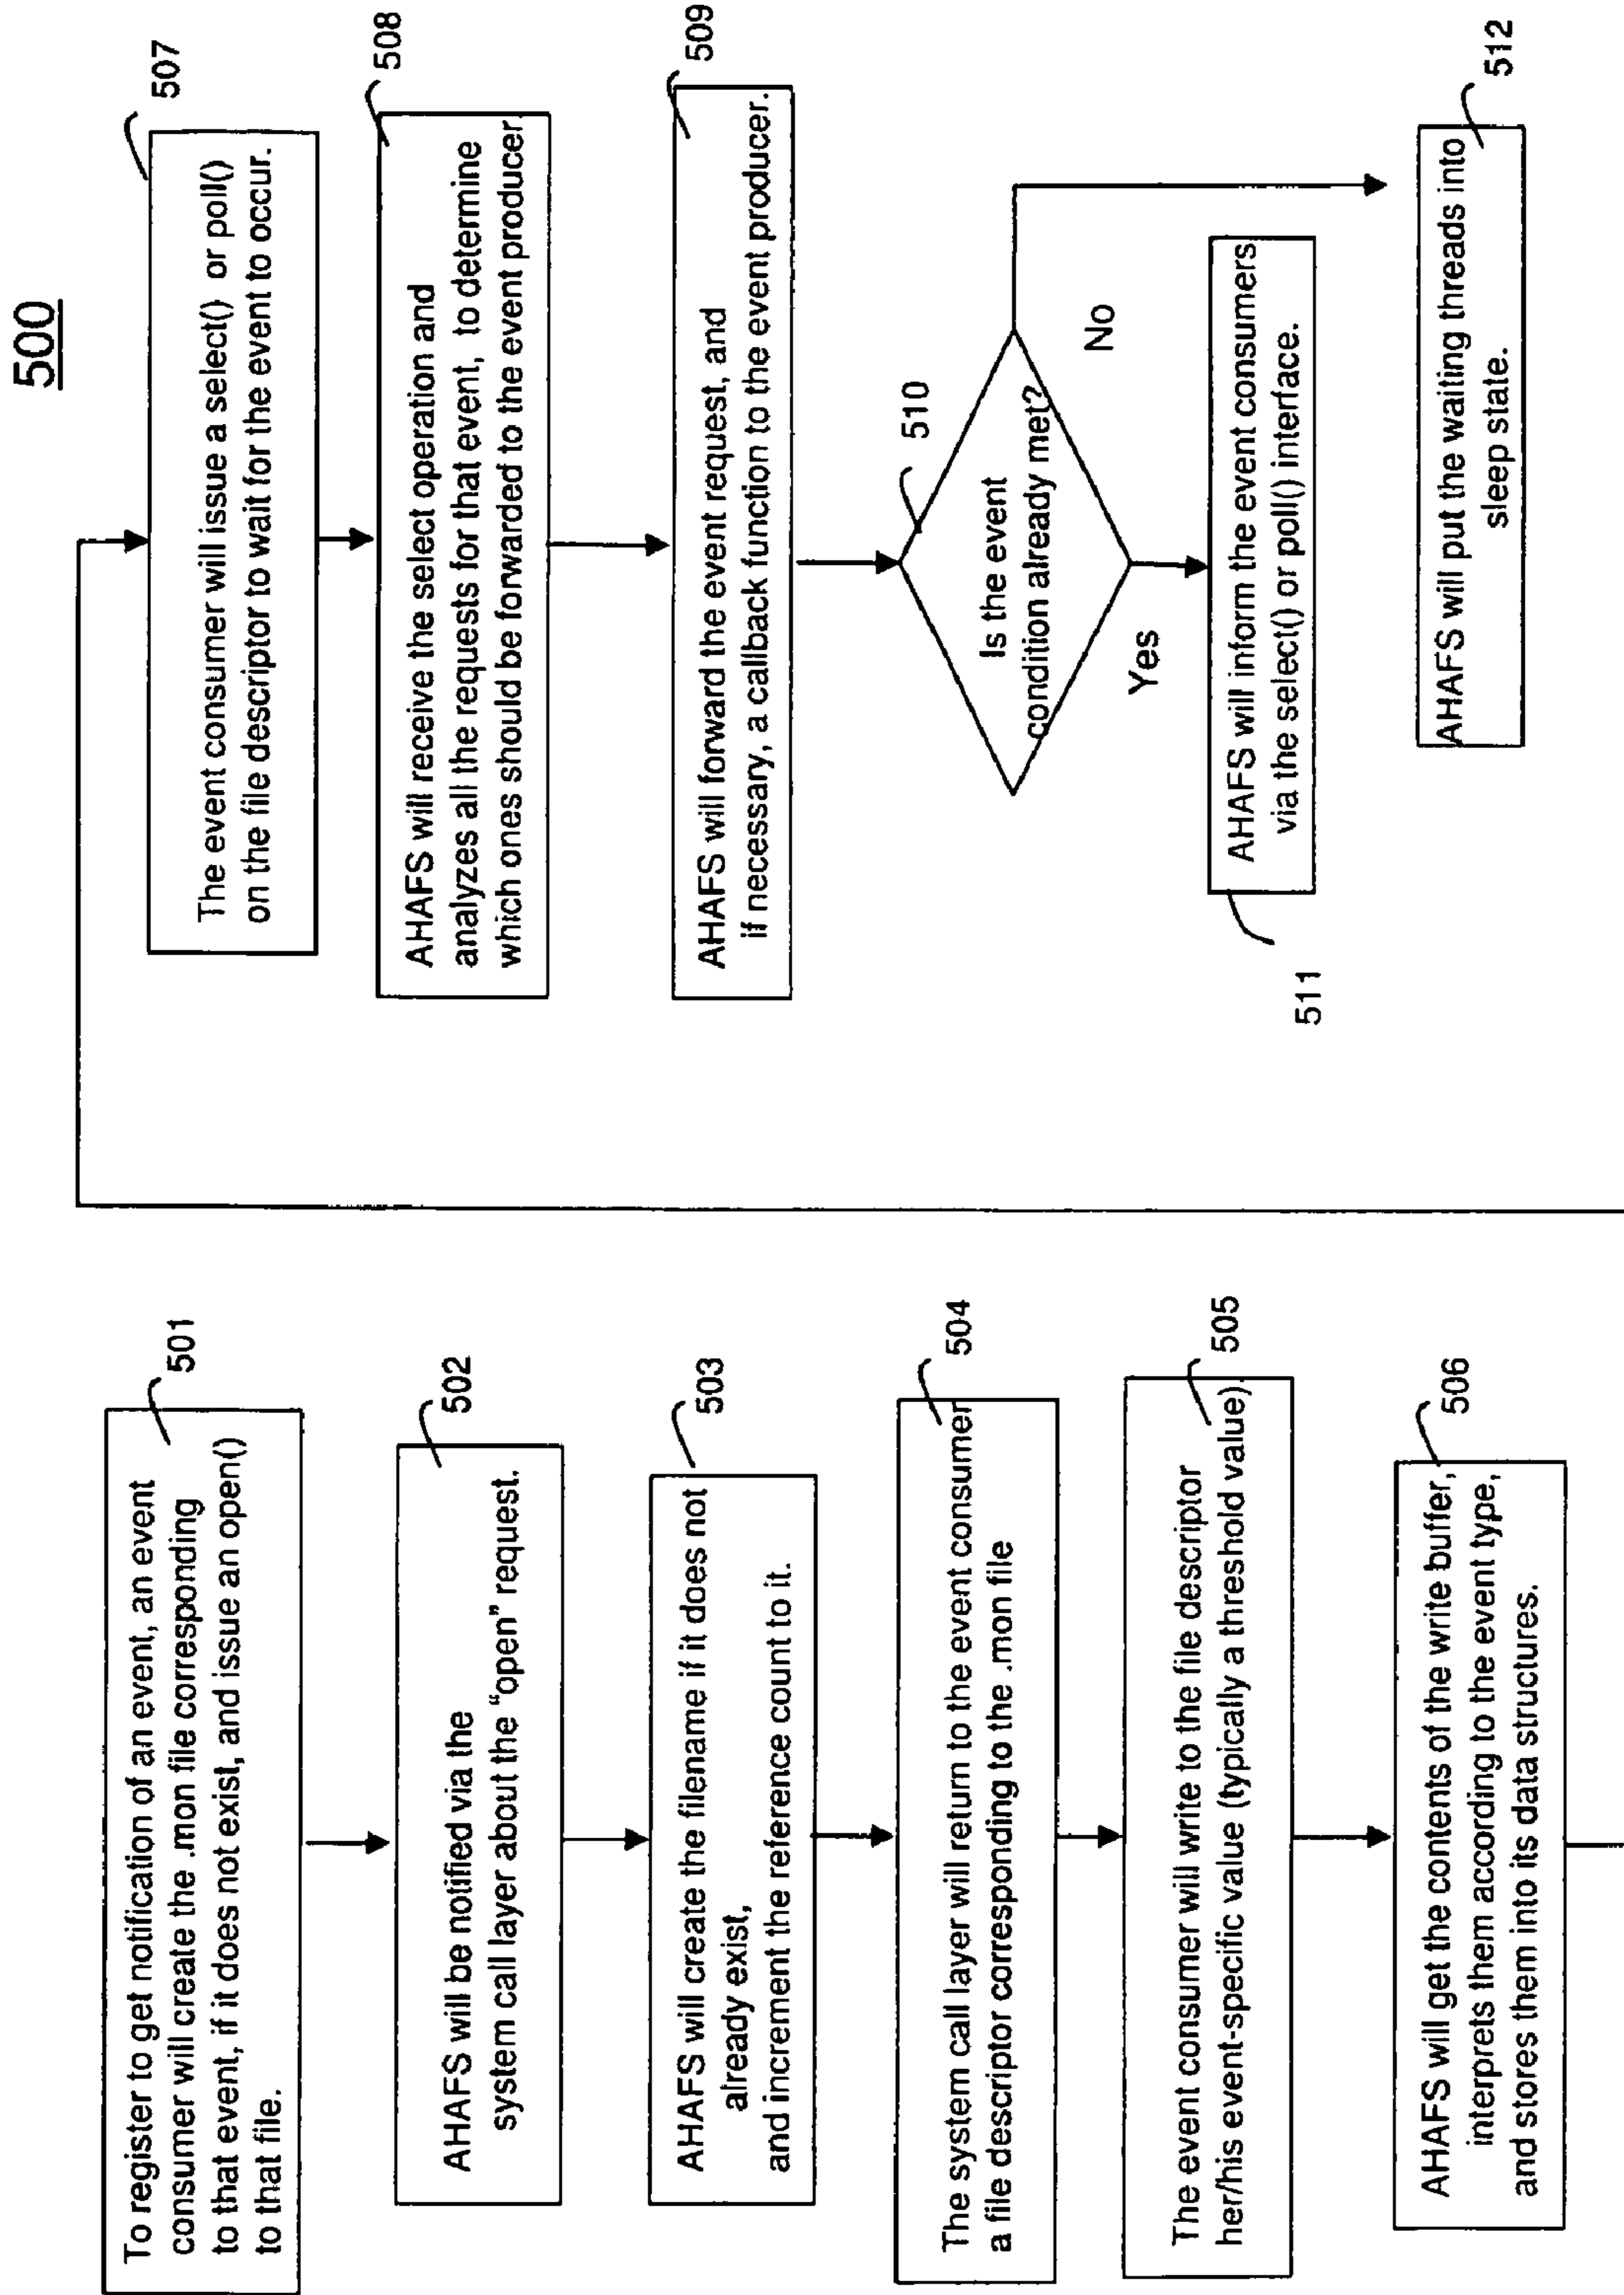 500
To register to get notification of an event, an event
consumer will create the .mon file corresponding
to that event, if it does not exist, and issue an open()
to that file.
501
AHAFS will be notified via the
system call layer about the "open" request.
502
AHAFS will create the filename if it does not
already exist,
and increment the reference count to it.
503
The system call layer will return to the event consumer
a file descriptor corresponding to the .mon file
504
The event consumer will write to the file descriptor
her/his event-specific value (typically a threshold value)
505
AHAFS will get the contents of the write buffer,
interprets them according to the event type,
and stores them into its data structures.
506
The event consumer will issue a select() or poll()
on the file descriptor to wait for the event to occur.
507
AHAFS will receive the select operation and
analyzes all the requests for that event, to determine
which ones should be forwarded to the event producer
508
AHAFS will forward the event request, and
if necessary, a callback function to the event producer.
509
Is the event
condition already met?
510
Yes
No
AHAFS will inform the event consumers
via the select() or poll() interface.
511
AHAFS will put the waiting threads into
sleep state.
512